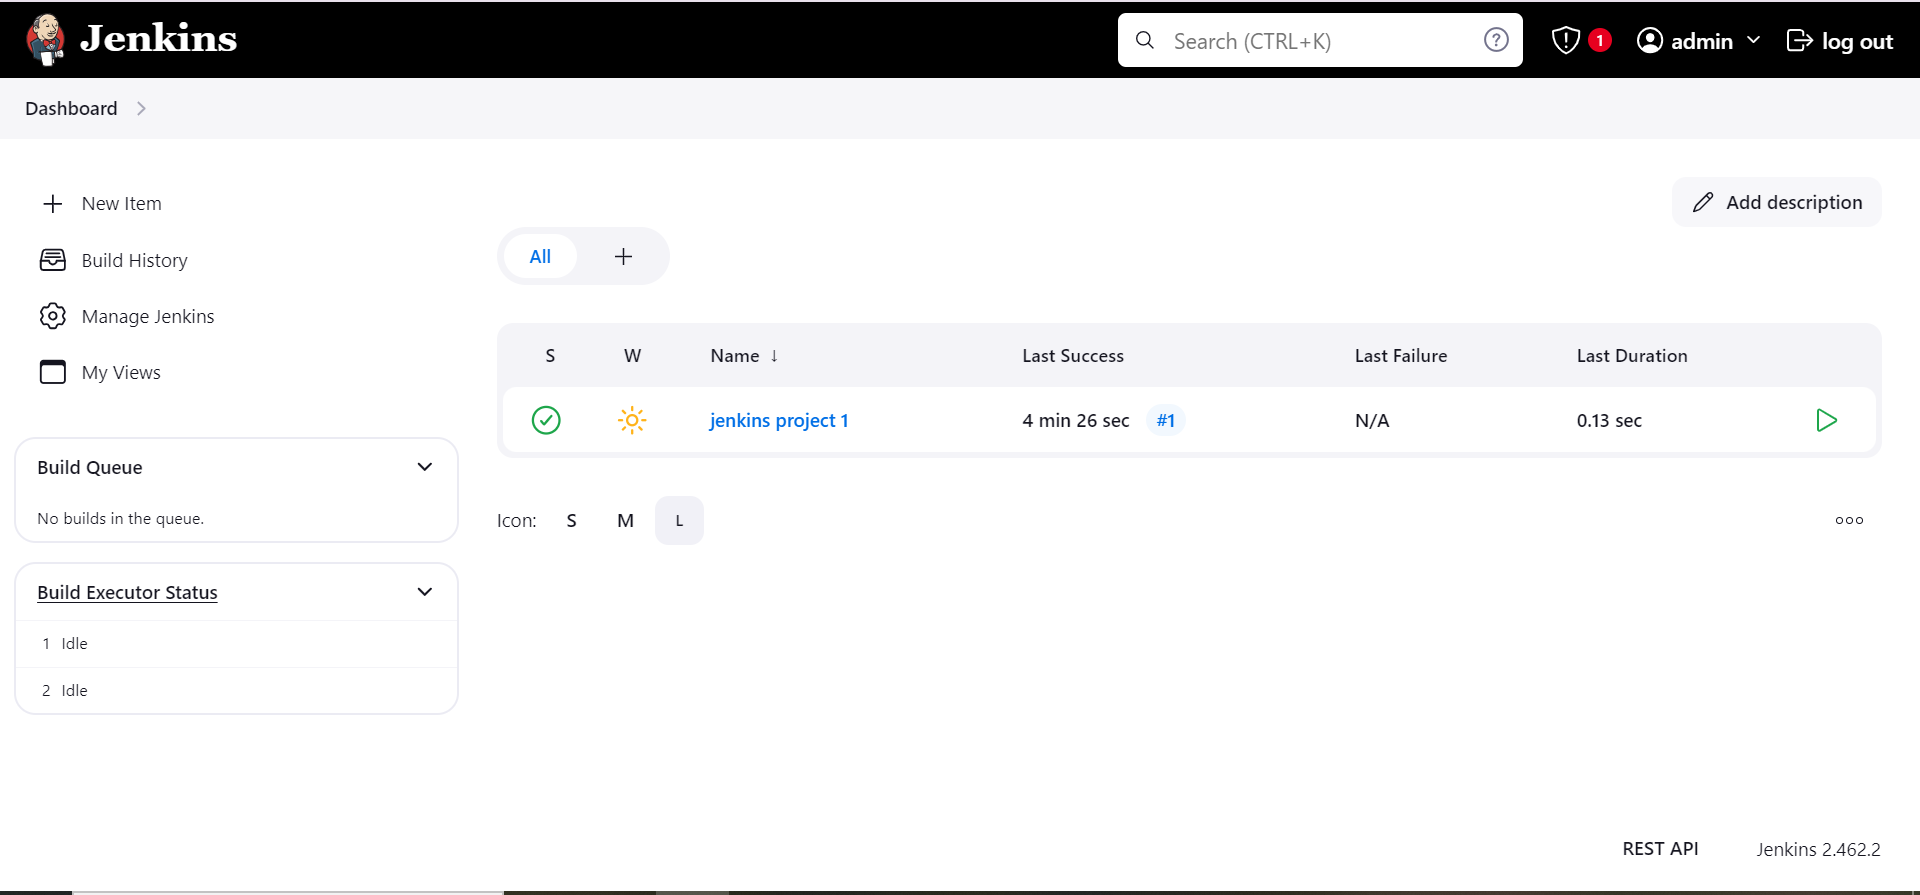 Jenkins
Search (CTRL+K)
1
admin
log out
Dashboard
New Item
Build History
Manage Jenkins
My Views
Build Queue
No builds in the queue.
Build Executor Status
1 Idle
2 Idle
Add description
All
S W Name ↓ Last Success Last Failure Last Duration
jenkins project 1 4 min 26 sec #1 N/A 0.13 sec
Icon: S M L
REST API Jenkins 2.462.2